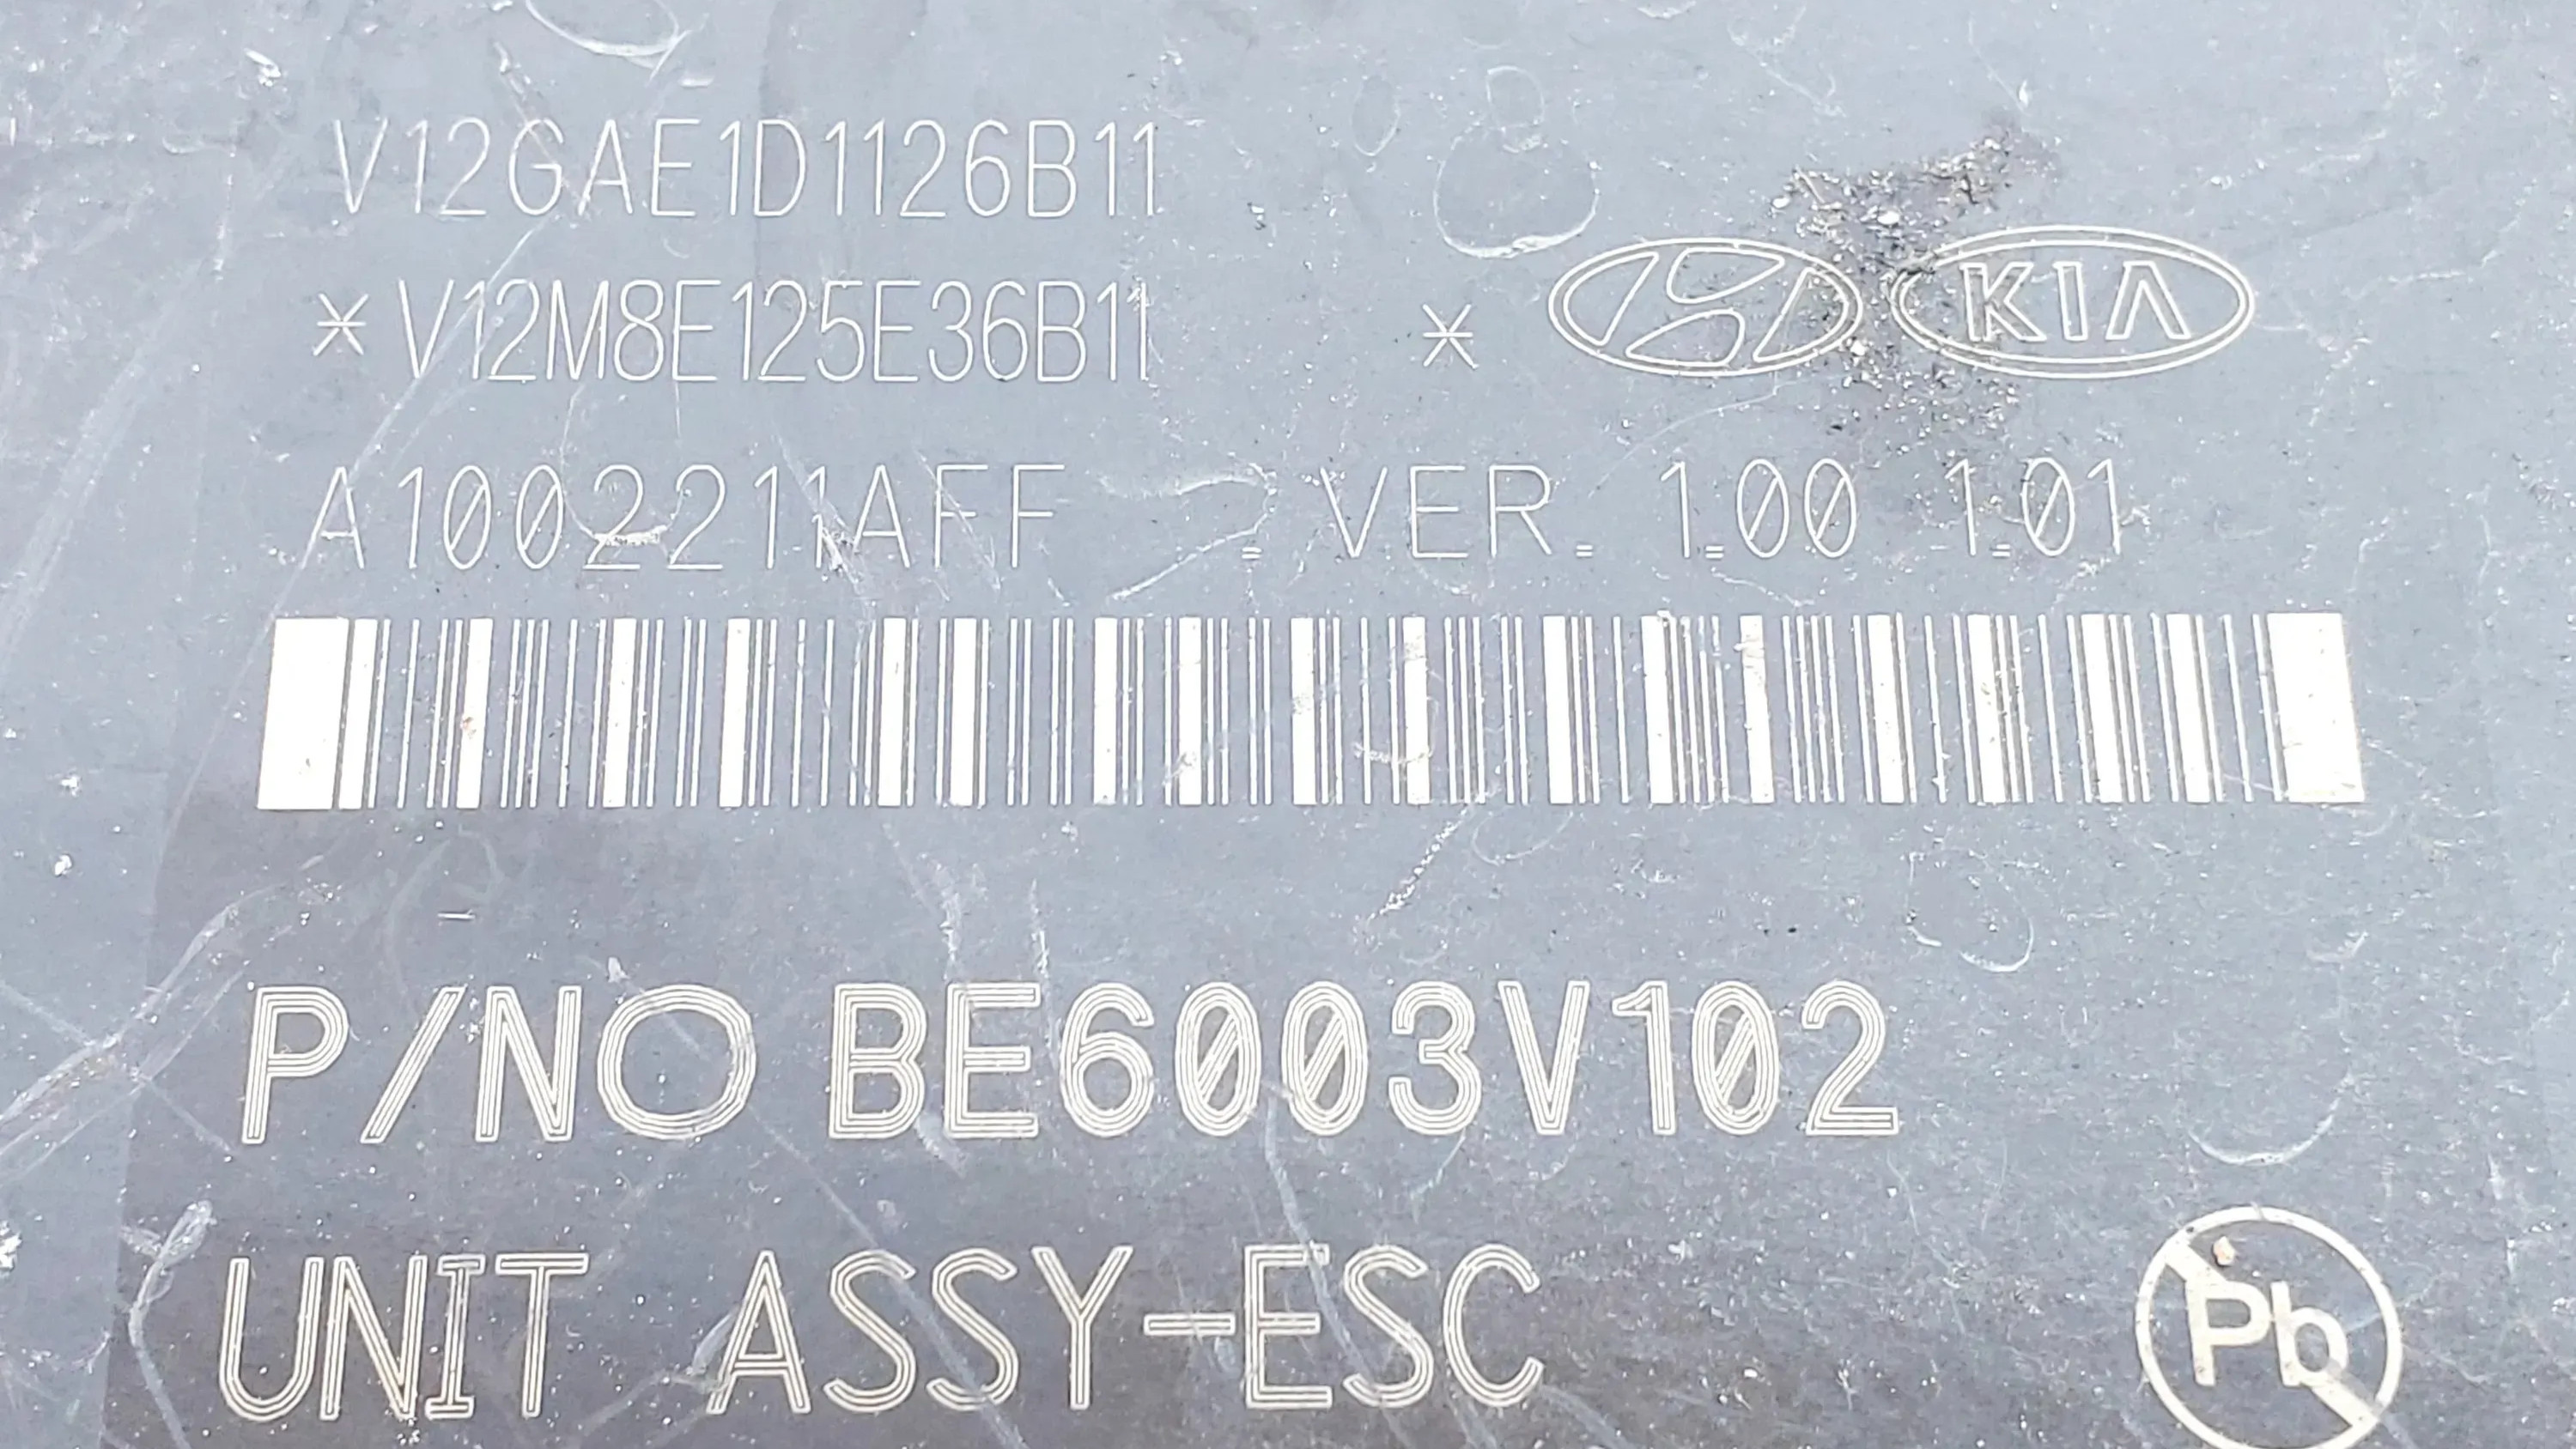 V12GAE1D1126B11
*V12M8E125E36B11 * KIA
A1002211AFF . VER. 1.00 1.01
P/NO BE6003V102
UNIT ASSY-ESC
Pb